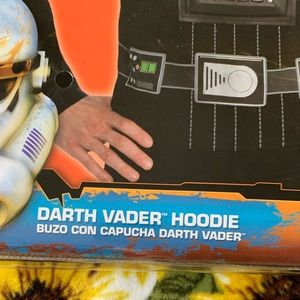 DARTH VADER™ HOODIE
BUZO CON CAPUCHA DARTH VADER™